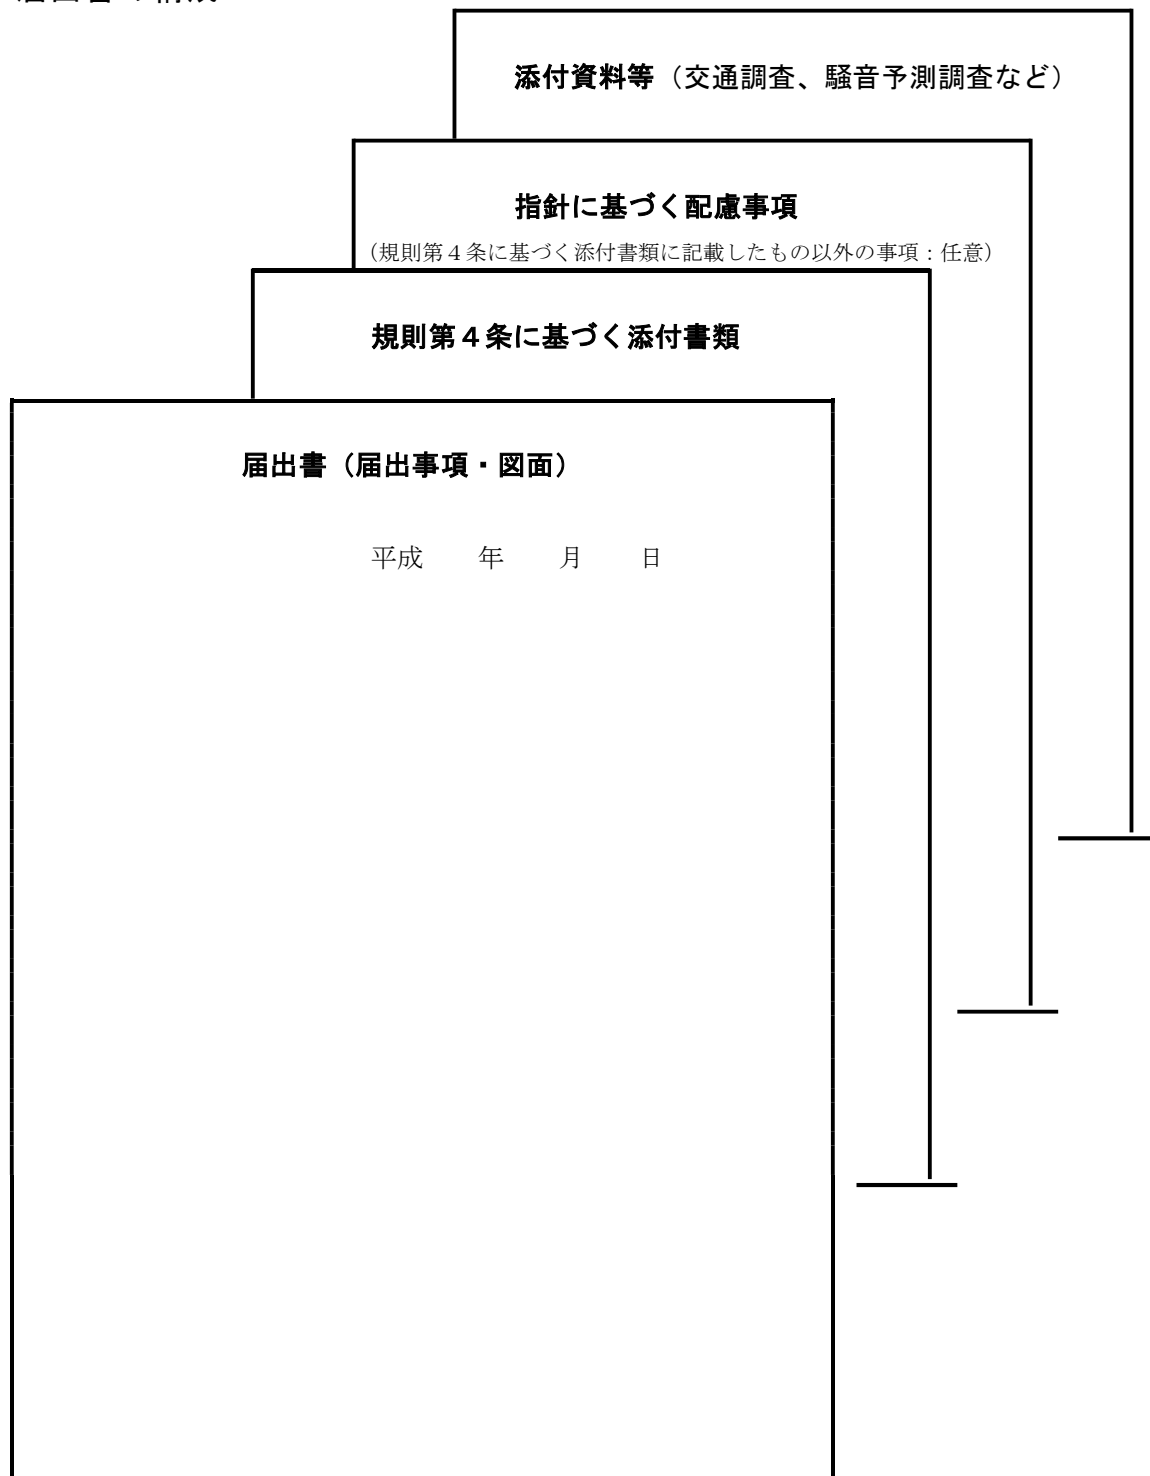 添付資料等（交通調査、騒音予測調査など）
指針に基づく配慮事項
（規則第４条に基づく添付書類に記載したもの以外の事項：任意）
規則第４条に基づく添付書類
届出書（届出事項・図面）
平成　　年　　月　　日